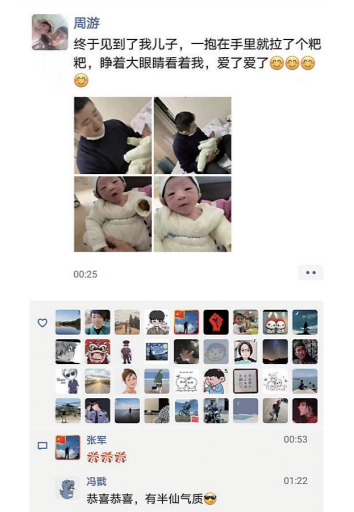 周游
终于见到了我儿子，一抱在手里就拉了个粑
粑，睁着大眼睛看着我，爱了爱了😊😊😊
😊
00:25
张军
00:53
🎊🎊🎊
冯戬
01:22
恭喜恭喜，有半仙气质😎